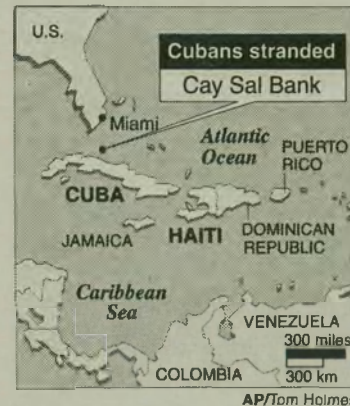 U.S.
Cubans stranded
Cay Sal Bank
Miami
Atlantic
Ocean
PUERTO
RICO
CUBA
JAMAICA
HAITI
DOMINICAN
REPUBLIC
Caribbean
Sea
VENEZUELA
300 miles
300 km
COLOMBIA
AP/Tom Holmes